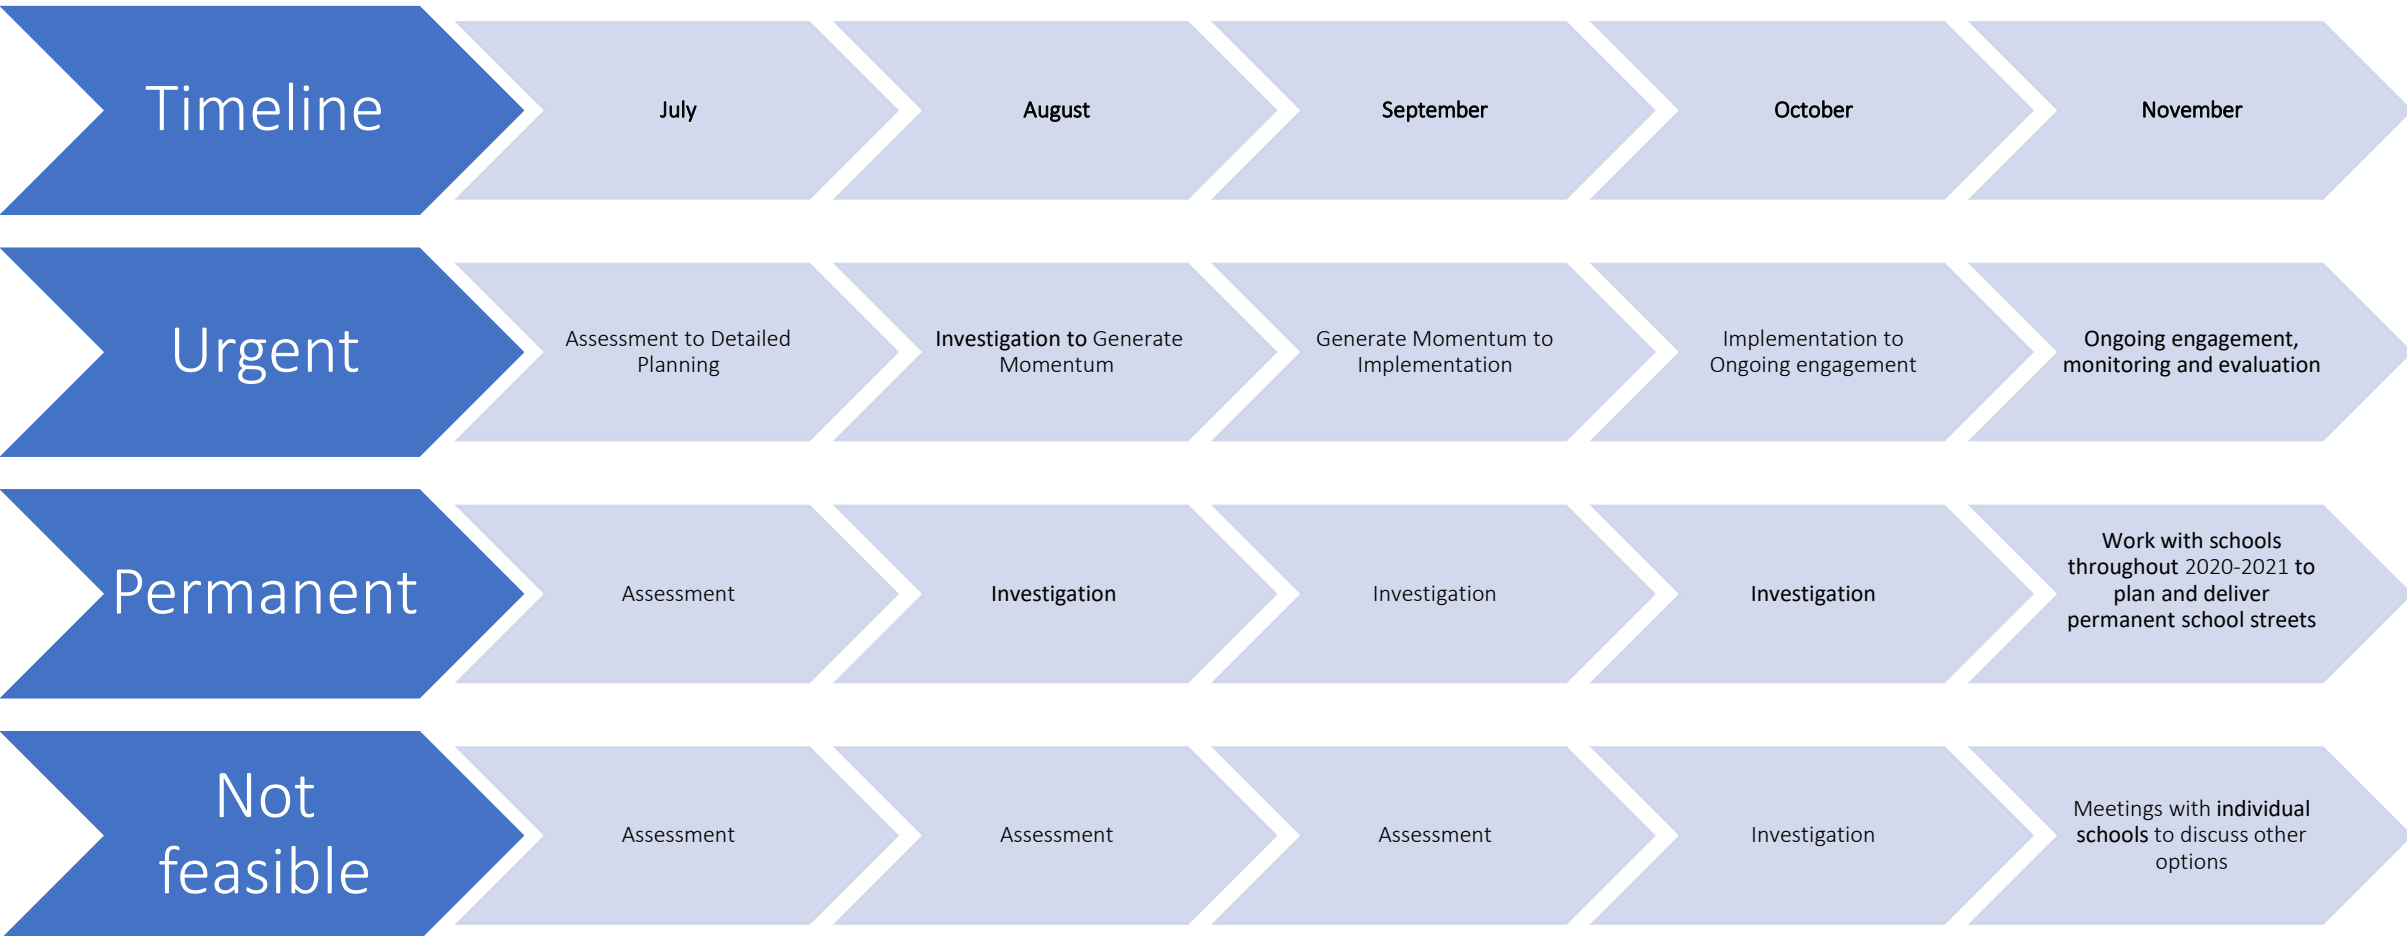 Timeline
July
August
September
October
November
Urgent
Assessment to Detailed
Planning
Investigation to Generate
Momentum
Generate Momentum to
Implementation
Implementation to
Ongoing engagement
Ongoing engagement,
monitoring and evaluation
Permanent
Assessment
Investigation
Investigation
Investigation
Work with schools
throughout 2020-2021 to
plan and deliver
permanent school streets
Not
feasible
Assessment
Assessment
Assessment
Investigation
Meetings with individual
schools to discuss other
options